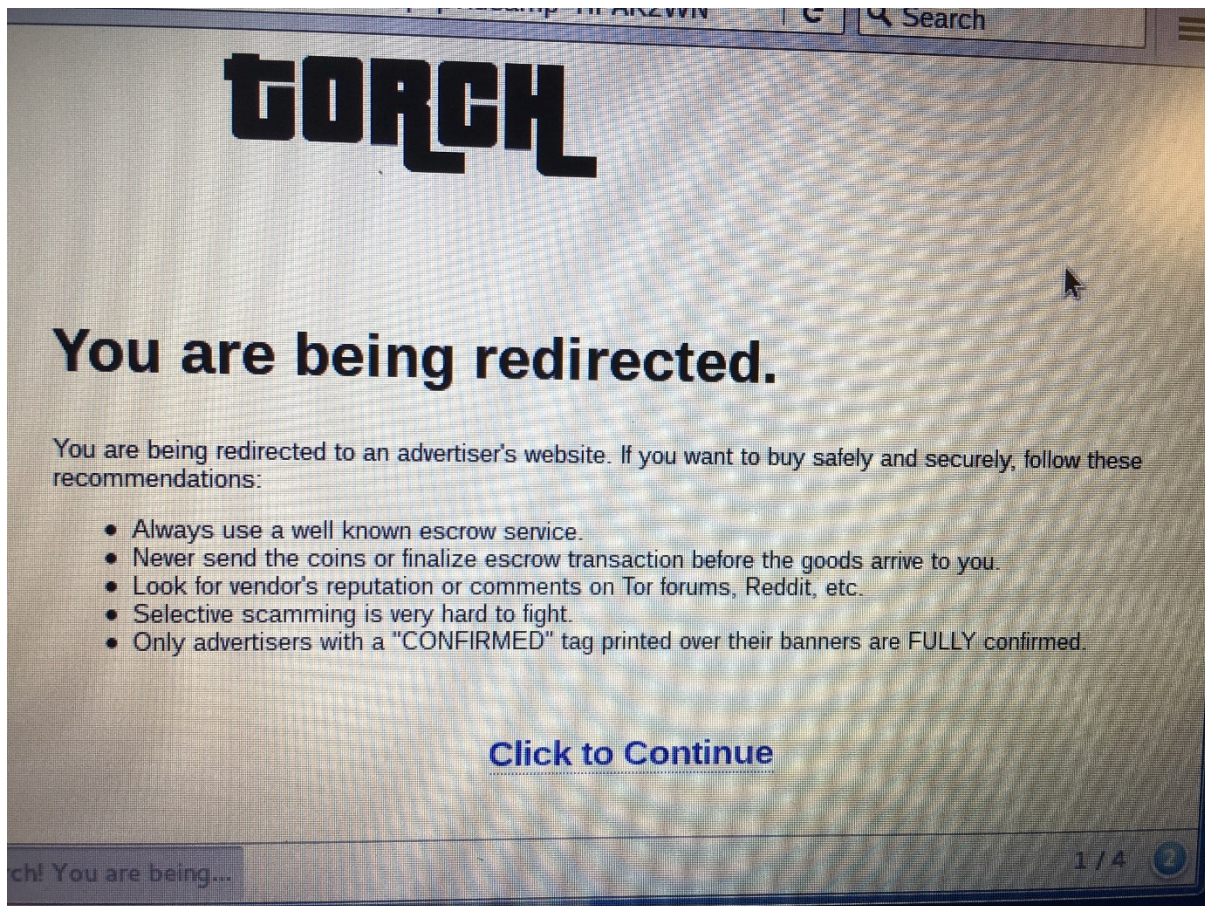 Search
TORCH
You are being redirected.
You are being redirected to an advertiser's website. If you want to buy safely and securely, follow these
recommendations:
• Always use a well known escrow service.
• Never send the coins or finalize escrow transaction before the goods arrive to you.
• Look for vendor's reputation or comments on Tor forums, Reddit, etc.
• Selective scamming is very hard to fight.
• Only advertisers with a "CONFIRMED" tag printed over their banners are FULLY confirmed.
Click to Continue
ch! You are being... 1 / 4 2